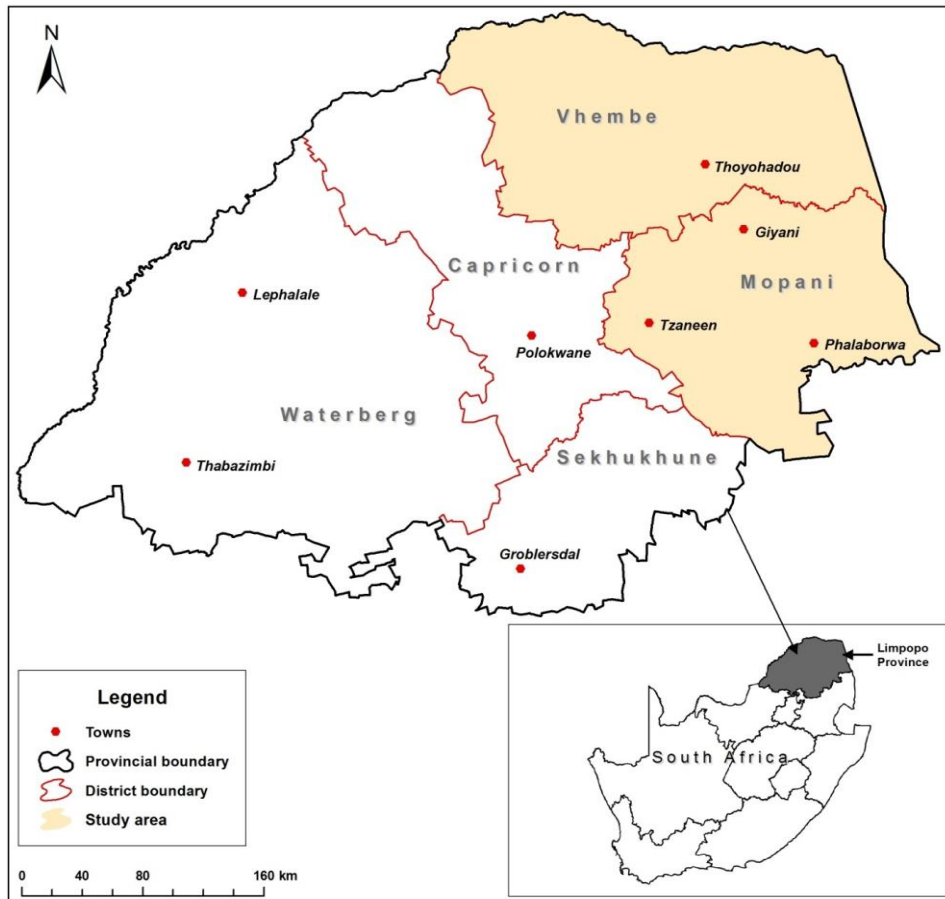 N
Vhembe
Thoyohadou
Giyani
Capricorn
Mopani
Lephalale
Tzaneen
Polokwane
Phalaborwa
Waterberg
Sekhukhune
Thabazimbi
Groblersdal
Limpopo
Province
South Africa
Legend
Towns
Provincial boundary
District boundary
Study area
0 40 80 160 km